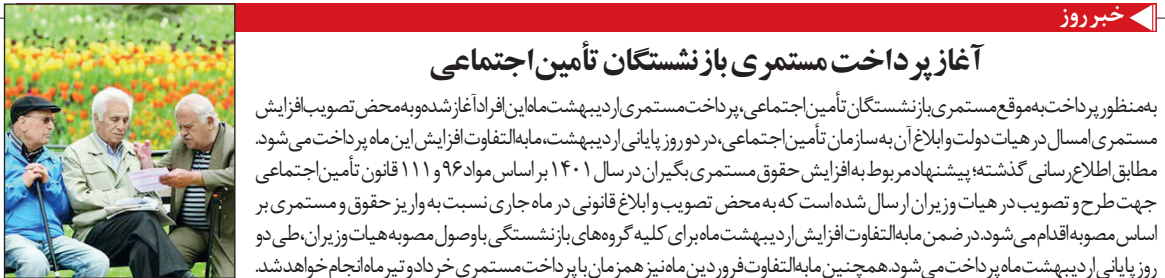 خبر روز
آغاز پرداخت مستمری بازنشستگان تأمین اجتماعی
به‌منظور پرداخت به‌موقع مستمری بازنشستگان تأمین اجتماعی، پرداخت مستمری اردیبهشت ماه این افراد آغاز شده و به محض تصویب افزایش
مستمری امسال در هیات دولت و ابلاغ آن به سازمان تأمین اجتماعی، در دو روز پایانی اردیبهشت، مابه‌التفاوت افزایش این ماه پرداخت می‌شود.
مطابق اطلاع رسانی گذشته؛ پیشنهاد مربوط به افزایش حقوق مستمری بگیران در سال ۱۴۰۱ بر اساس مواد ۹۶ و ۱۱۱ قانون تأمین اجتماعی
جهت طرح و تصویب در هیات وزیران ارسال شده است که به محض تصویب و ابلاغ قانونی در ماه جاری نسبت به واریز حقوق و مستمری بر
اساس مصوبه اقدام می‌شود. در ضمن مابه‌التفاوت افزایش اردیبهشت ماه برای کلیه گروه‌های بازنشستگی با وصول مصوبه هیات وزیران، طی دو
روز پایانی اردیبهشت ماه پرداخت می‌شود. همچنین مابه‌التفاوت فروردین ماه نیز همزمان با پرداخت مستمری خرداد و تیر ماه انجام خواهد شد.